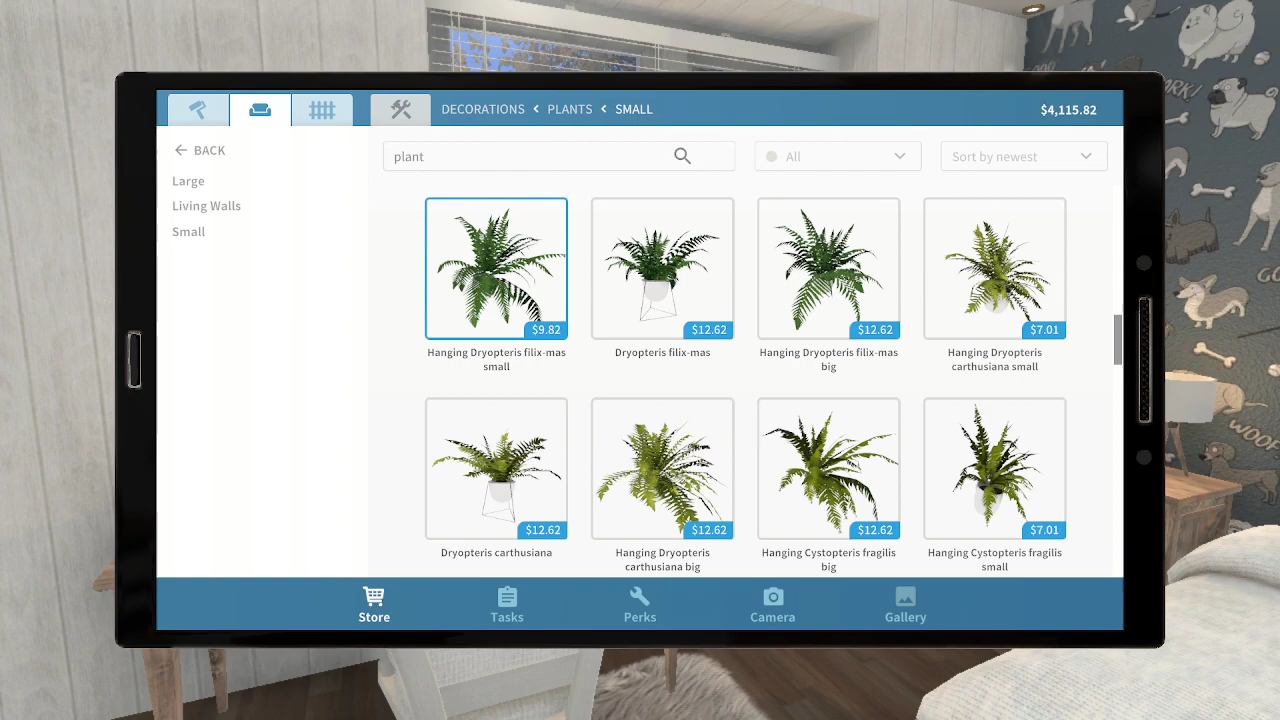 DECORATIONS < PLANTS < SMALL
$4,115.82
BACK
plant
All
Sort by newest
Large
Living Walls
Small
$9.82
$12.62
$12.62
$7.01
Hanging Dryopteris filix-mas
small
Dryopteris filix-mas
Hanging Dryopteris filix-mas
big
Hanging Dryopteris
carthusiana small
$12.62
$12.62
$12.62
$7.01
Dryopteris carthusiana
Hanging Dryopteris
carthusiana big
Hanging Cystopteris fragilis
big
Hanging Cystopteris fragilis
small
Store
Tasks
Perks
Camera
Gallery
WOOF